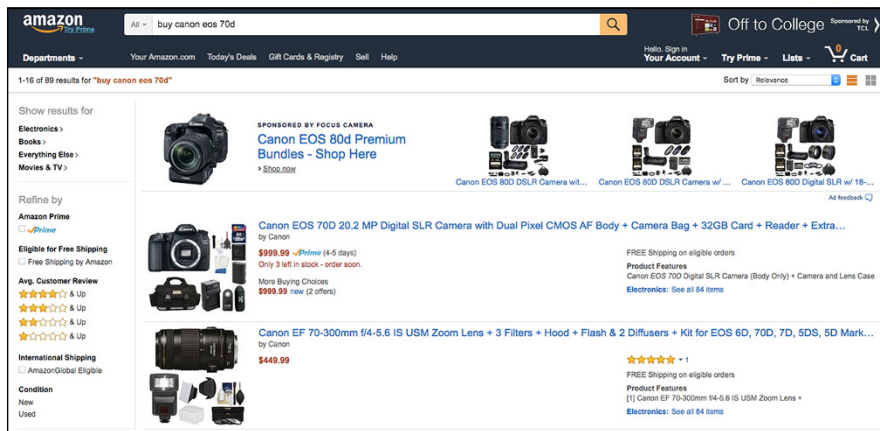 amazon
Try Prime
All
buy canon eos 70d
Off to College
Sponsored by
TCL
Departments
Your Amazon.com Today's Deals Gift Cards & Registry Sell Help
Hello. Sign in
Your Account
Try Prime
Lists
0
Cart
1-16 of 89 results for "buy canon eos 70d"
Sort by Relevance
Show results for
Electronics >
Books >
Everything Else >
Movies & TV >
Refine by
Amazon Prime
Prime
Eligible for Free Shipping
Free Shipping by Amazon
Avg. Customer Review
& Up
& Up
& Up
& Up
International Shipping
AmazonGlobal Eligible
Condition
New
Used
SPONSORED BY FOCUS CAMERA
Canon EOS 80d Premium
Bundles - Shop Here
> Shop now
Canon EOS 80D DSLR Camera wit...
Canon EOS 80D DSLR Camera w/ ...
Canon EOS 80D Digital SLR w/ 18-...
Ad feedback
Canon EOS 70D 20.2 MP Digital SLR Camera with Dual Pixel CMOS AF Body + Camera Bag + 32GB Card + Reader + Extra...
by Canon
$999.99 Prime (4-5 days)
Only 3 left in stock - order soon.
More Buying Choices
$999.99 new (2 offers)
FREE Shipping on eligible orders
Product Features
Canon EOS 70D Digital SLR Camera (Body Only) + Camera and Lens Case
Electronics: See all 84 items
Canon EF 70-300mm f/4-5.6 IS USM Zoom Lens + 3 Filters + Hood + Flash & 2 Diffusers + Kit for EOS 6D, 70D, 7D, 5DS, 5D Mark...
by Canon
$449.99
1
FREE Shipping on eligible orders
Product Features
[1] Canon EF 70-300mm f/4-5.6 IS USM Zoom Lens +
Electronics: See all 84 items